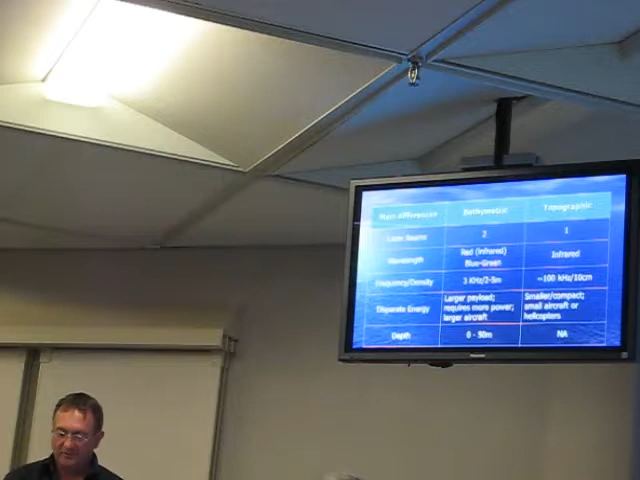 Main differences Bathymetric Topographic
Laser Beams 2 1
Wavelength Red (infrared) Infrared
Blue-Green
Frequency/Density 3 KHz/2-5m ~100 kHz/10cm
Disparate Energy Larger payload; Smaller/compact;
requires more power; small aircraft or
larger aircraft helicopters
Depth 0 - 50m NA